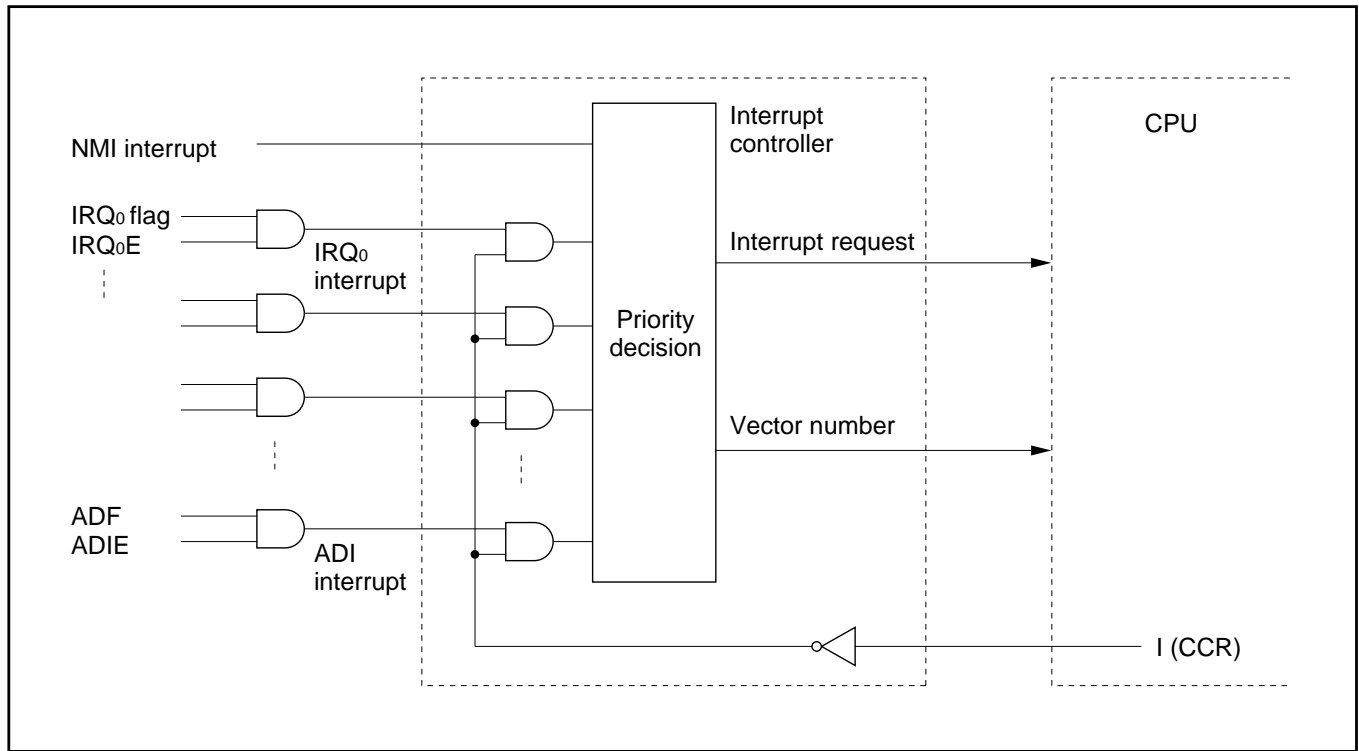 NMI interrupt
IRQ0 flag
IRQ0E
IRQ0
interrupt
ADF
ADIE
ADI
interrupt
Priority
decision
Interrupt
controller
Interrupt request
Vector number
CPU
I (CCR)